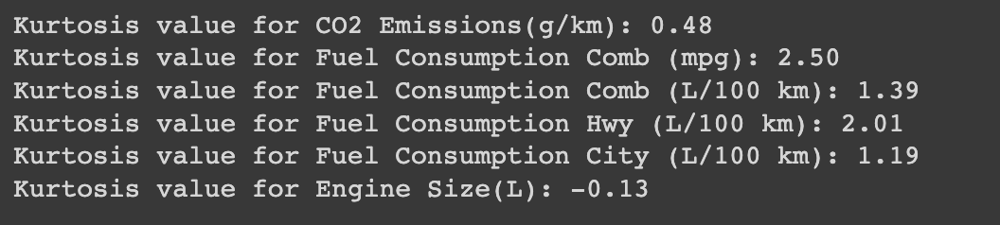 Kurtosis value for CO2 Emissions(g/km): 0.48
Kurtosis value for Fuel Consumption Comb (mpg): 2.50
Kurtosis value for Fuel Consumption Comb (L/100 km): 1.39
Kurtosis value for Fuel Consumption Hwy (L/100 km): 2.01
Kurtosis value for Fuel Consumption City (L/100 km): 1.19
Kurtosis value for Engine Size(L): -0.13